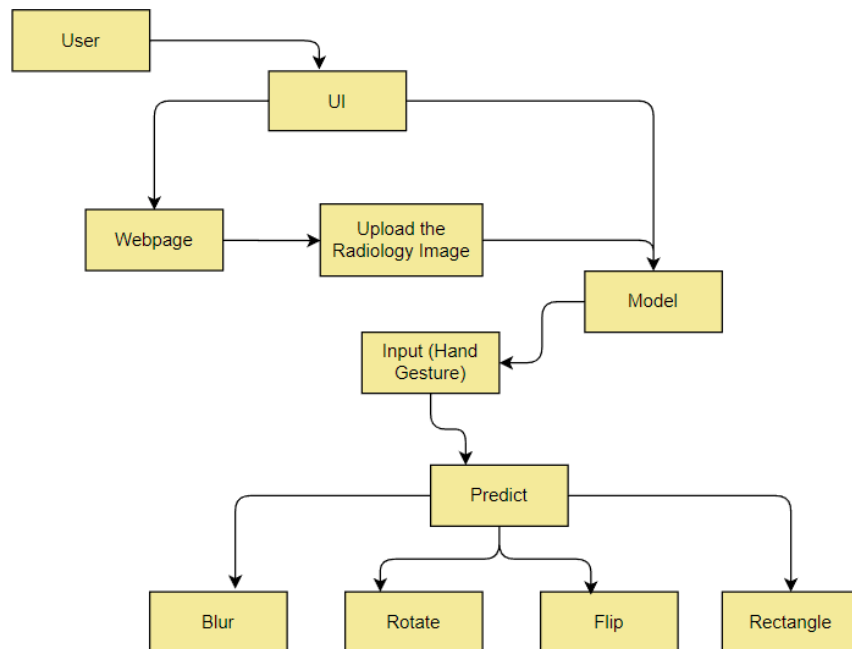 User
UI
Webpage
Upload the
Radiology Image
Model
Input (Hand
Gesture)
Predict
Blur
Rotate
Flip
Rectangle